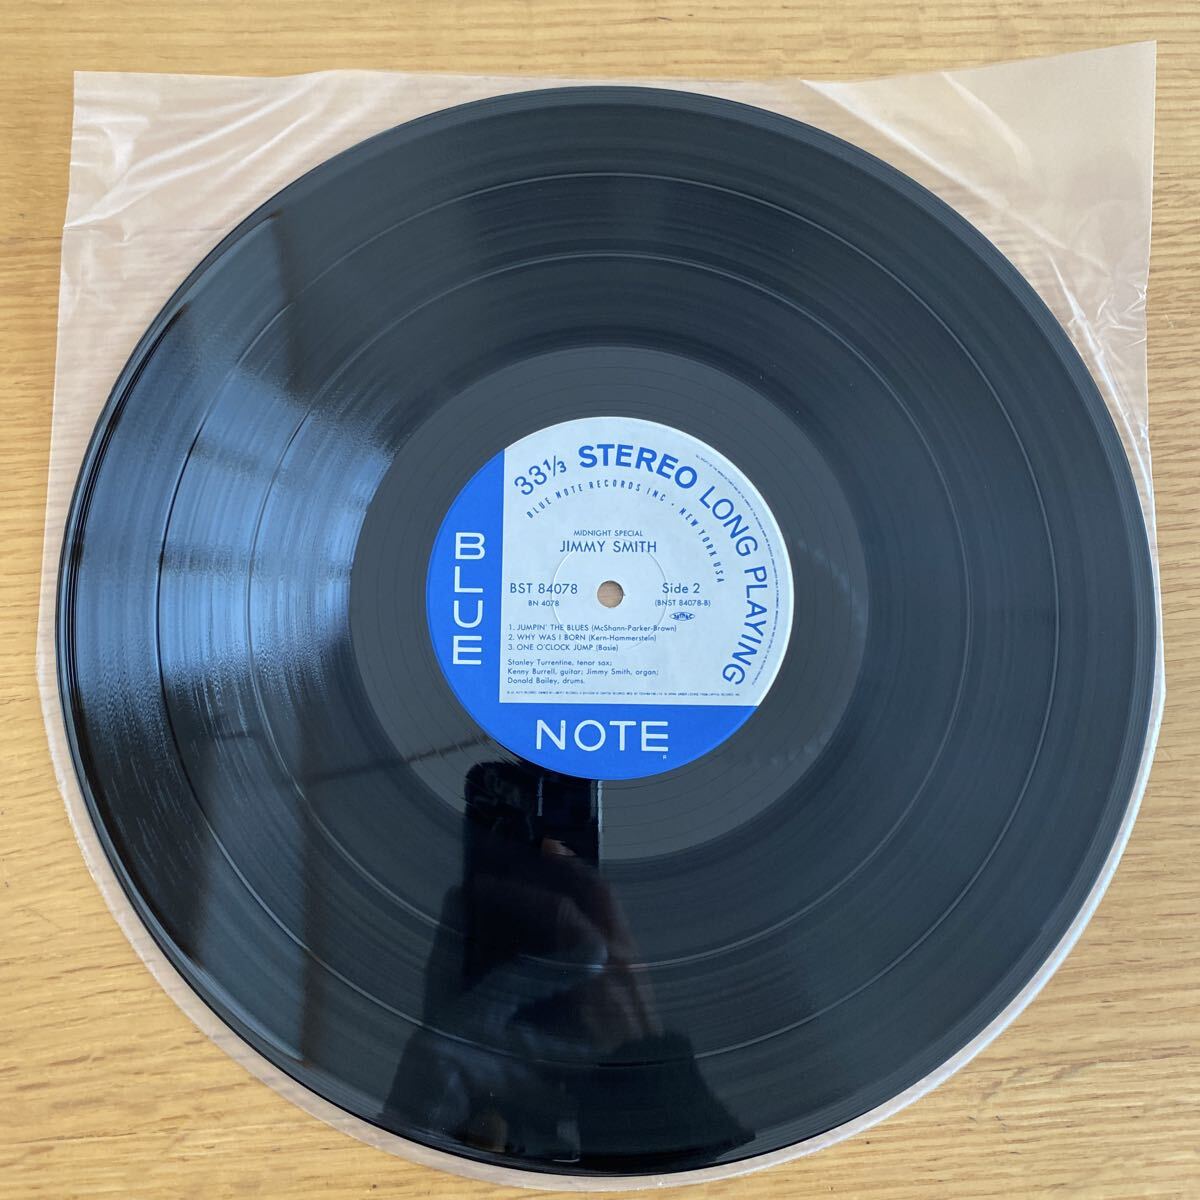 33⅓ STEREO LONG PLAYING
BLUE NOTE RECORDS INC • NEW YORK USA
MIDNIGHT SPECIAL
JIMMY SMITH
BST 84078
BN 4078
Side 2
(BNST 84078-B)
1. JUMPIN' THE BLUES (McShann-Parker-Brown)
2. WHY WAS I BORN (Kern-Hammerstein)
3. ONE O'CLOCK JUMP (Basie)
Stanley Turrentine, tenor sax;
Kenny Burrell, guitar; Jimmy Smith, organ;
Donald Bailey, drums.
BLUE
NOTE
R